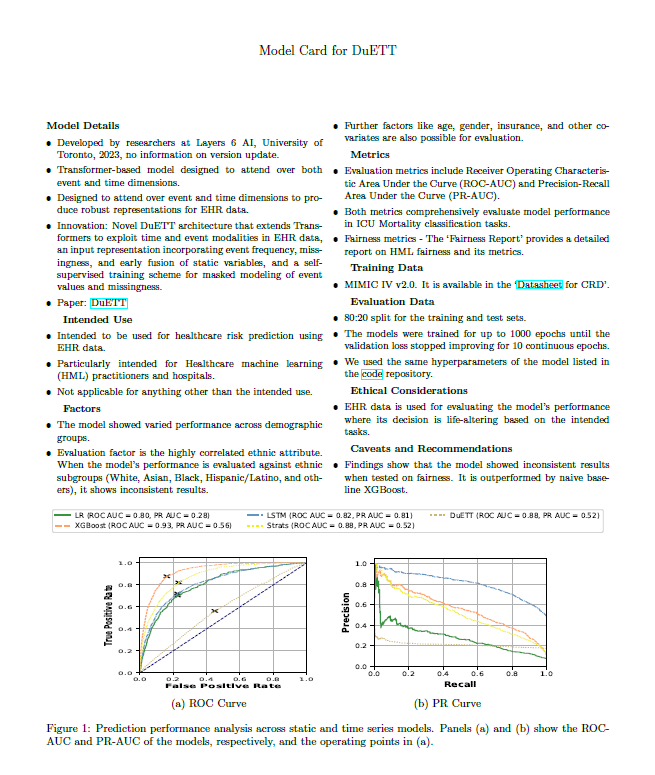 Model Card for DuETT
Model Details
• Developed by researchers at Layers 6 AI, University of
Toronto, 2023, no information on version update.
• Transformer-based model designed to attend over both
event and time dimensions.
• Designed to attend over event and time dimensions to pro-
duce robust representations for EHR data.
• Innovation: Novel DuETT architecture that extends Trans-
formers to exploit time and event modalities in EHR data,
an input representation incorporating event frequency, miss-
ingness, and early fusion of static variables, and a self-
supervised training scheme for masked modeling of event
values and missingness.
• Paper: DuETT
Intended Use
• Intended to be used for healthcare risk prediction using
EHR data.
• Particularly intended for Healthcare machine learning
(HML) practitioners and hospitals.
• Not applicable for anything other than the intended use.
Factors
• The model showed varied performance across demographic
groups.
• Evaluation factor is the highly correlated ethnic attribute.
When the model's performance is evaluated against ethnic
subgroups (White, Asian, Black, Hispanic/Latino, and oth-
ers), it shows inconsistent results.
• Further factors like age, gender, insurance, and other co-
variates are also possible for evaluation.
Metrics
• Evaluation metrics include Receiver Operating Characteris-
tic Area Under the Curve (ROC-AUC) and Precision-Recall
Area Under the Curve (PR-AUC).
• Both metrics comprehensively evaluate model performance
in ICU Mortality classification tasks.
• Fairness metrics - The 'Fairness Report' provides a detailed
report on HML fairness and its metrics.
Training Data
• MIMIC IV v2.0. It is available in the 'Datasheet for CRD'.
Evaluation Data
• 80:20 split for the training and test sets.
• The models were trained for up to 1000 epochs until the
validation loss stopped improving for 10 continuous epochs.
• We used the same hyperparameters of the model listed in
the code repository.
Ethical Considerations
• EHR data is used for evaluating the model's performance
where its decision is life-altering based on the intended
tasks.
Caveats and Recommendations
• Findings show that the model showed inconsistent results
when tested on fairness. It is outperformed by naive base-
line XGBoost.
LR (ROC AUC = 0.80, PR AUC = 0.28)
XGBoost (ROC AUC = 0.93, PR AUC = 0.56)
LSTM (ROC AUC = 0.82, PR AUC = 0.81)
Strats (ROC AUC = 0.88, PR AUC = 0.52)
DuETT (ROC AUC = 0.88, PR AUC = 0.52)
True Positive Rate
1.0
0.8
0.6
0.4
0.2
0.0
0.0 0.2 0.4 0.6 0.8 1.0
False Positive Rate
(a) ROC Curve
Precision
1.0
0.8
0.6
0.4
0.2
0.0
0.0 0.2 0.4 0.6 0.8 1.0
Recall
(b) PR Curve
Figure 1: Prediction performance analysis across static and time series models. Panels (a) and (b) show the ROC-
AUC and PR-AUC of the models, respectively, and the operating points in (a).